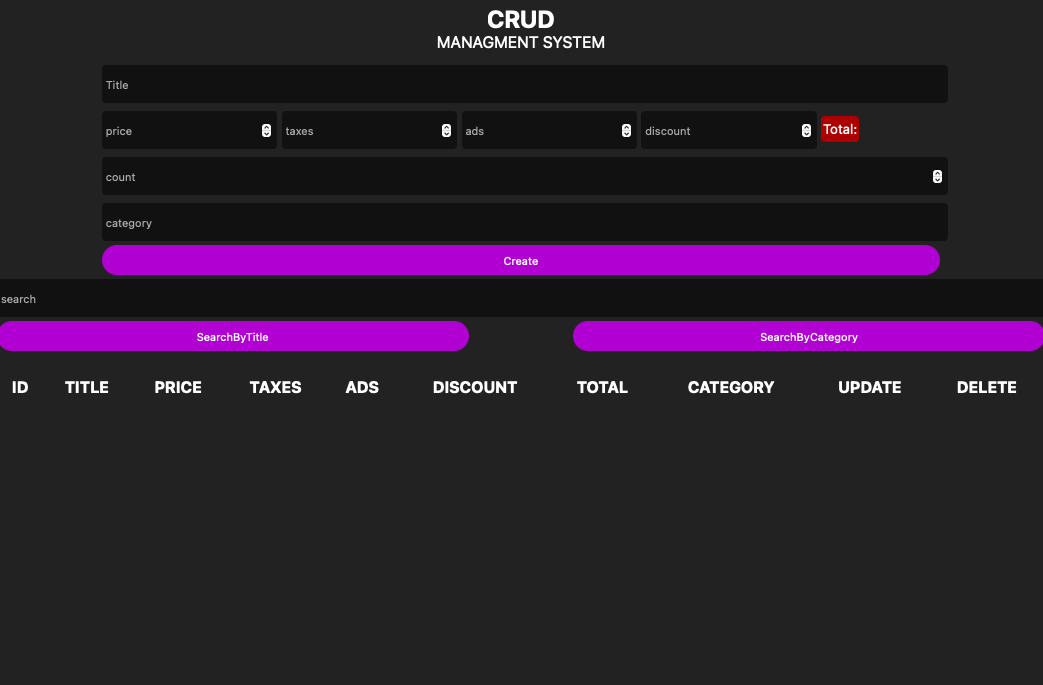 CRUD
MANAGMENT SYSTEM
Title
price taxes ads discount Total:
count
category
Create
search
SearchByTitle SearchByCategory
ID TITLE PRICE TAXES ADS DISCOUNT TOTAL CATEGORY UPDATE DELETE